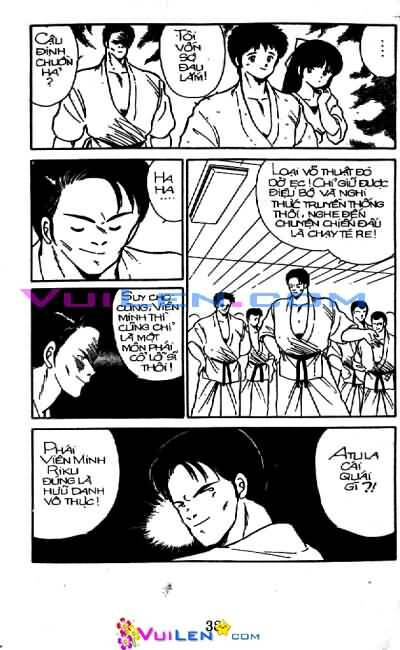 CẬU
ĐỊNH
CHUỒN
HẢ
?
TÔI
VỐN
SỢ
ĐAU
LẮM!
....
HA
HA
....
LOẠI VÕ THUẬT ĐÓ
DỞ ẸC! CHỈ GIỮ ĐƯỢC
ĐIỆU BỘ VÀ NGHI
THỨC TRUYỀN THỐNG
THÔI, NGHE ĐẾN
CHUYỆN CHIẾN ĐẤU
LÀ CHẠY TÉ RE!
SUY CHO
CÙNG, VIÊN
MINH THÌ
CŨNG CHỈ
LÀ MỘT
MÔN PHÁI
CỔ LỖ SĨ
THÔI!
VuiLen.com
PHÁI
VIÊN MINH
RIKU
ĐÚNG LÀ
HỮU DANH
VÔ THỰC!
ATULA
CÁI
QUÁI
GÌ ?!
38
VuiLen.com